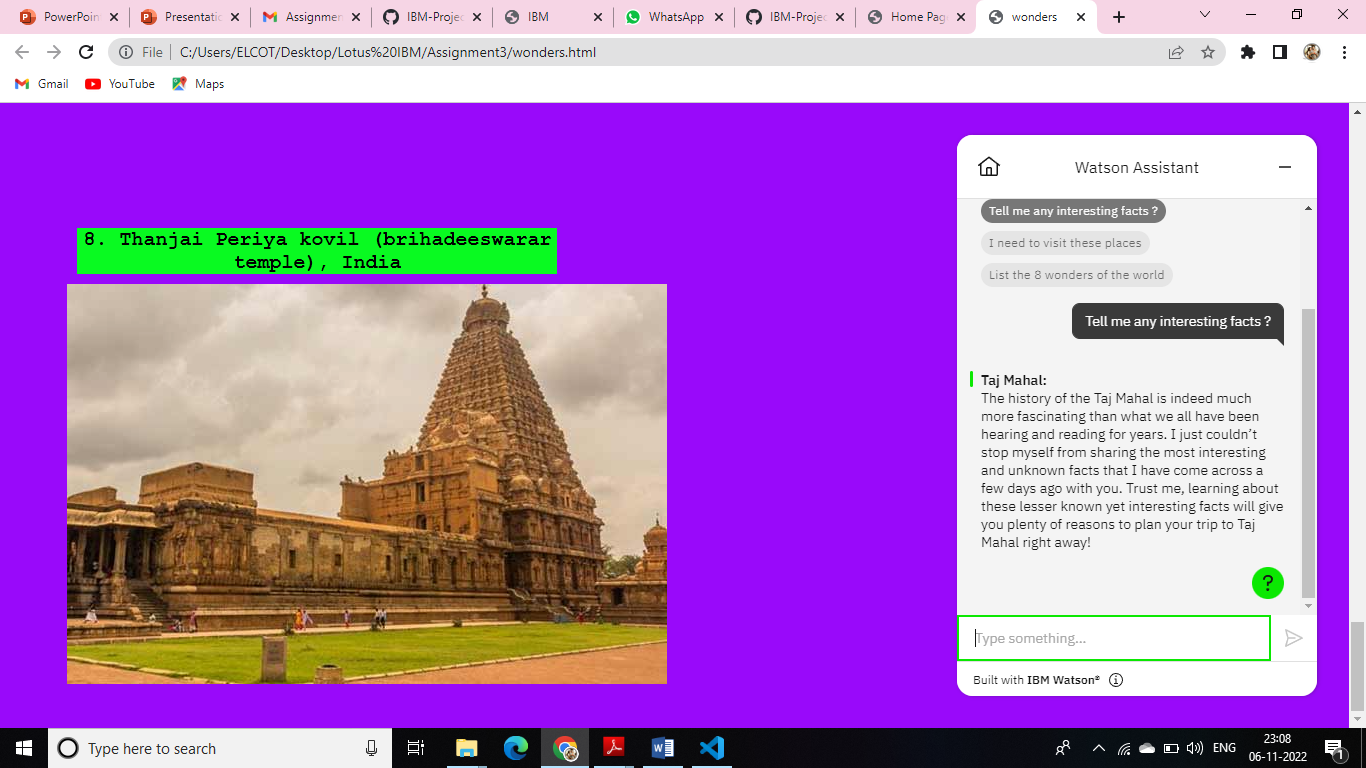 PowerPoin
Presentatic
Assignmen
IBM-Projec
IBM
WhatsApp
IBM-Projec
Home Pag
wonders
File | C:/Users/ELCOT/Desktop/Lotus%20IBM/Assignment3/wonders.html
Gmail
YouTube
Maps
8. Thanjai Periya kovil (brihadeeswarar
temple), India
Watson Assistant
Tell me any interesting facts ?
I need to visit these places
List the 8 wonders of the world
Tell me any interesting facts ?
Taj Mahal:
The history of the Taj Mahal is indeed much
more fascinating than what we all have been
hearing and reading for years. I just couldn’t
stop myself from sharing the most interesting
and unknown facts that I have come across a
few days ago with you. Trust me, learning about
these lesser known yet interesting facts will give
you plenty of reasons to plan your trip to Taj
Mahal right away!
?
Type something...
Built with IBM Watson®
Type here to search
ENG
23:08
06-11-2022
1